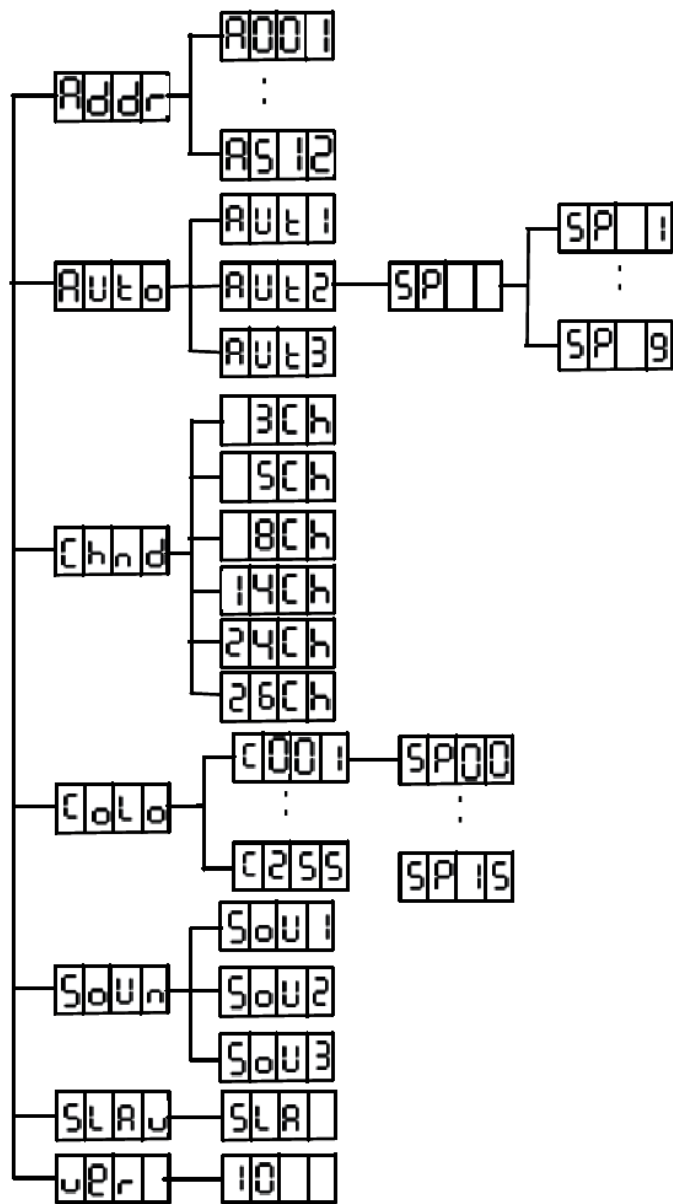 A001
Addr
A512
AUt1
AUto
AUt2
SP
SP 1
SP 9
AUt3
3Ch
5Ch
8Ch
Chnd
14Ch
24Ch
26Ch
C001
SP00
CoLo
C255
SP15
SoU1
SoUn
SoU2
SoU3
SLAv
SLA
ver
10